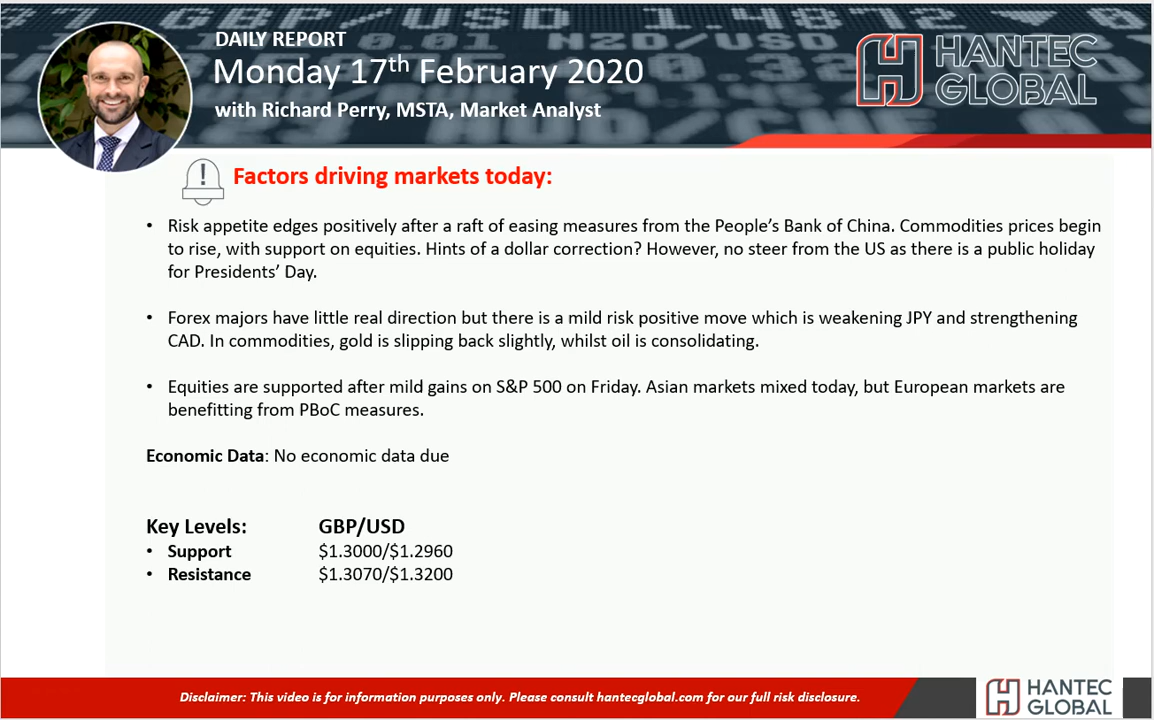 DAILY REPORT
Monday 17th February 2020
with Richard Perry, MSTA, Market Analyst
HANTEC
GLOBAL
! Factors driving markets today:
• Risk appetite edges positively after a raft of easing measures from the People’s Bank of China. Commodities prices begin
to rise, with support on equities. Hints of a dollar correction? However, no steer from the US as there is a public holiday
for Presidents’ Day.
• Forex majors have little real direction but there is a mild risk positive move which is weakening JPY and strengthening
CAD. In commodities, gold is slipping back slightly, whilst oil is consolidating.
• Equities are supported after mild gains on S&P 500 on Friday. Asian markets mixed today, but European markets are
benefitting from PBoC measures.
Economic Data: No economic data due
Key Levels: GBP/USD
• Support $1.3000/$1.2960
• Resistance $1.3070/$1.3200
Disclaimer: This video is for information purposes only. Please consult hantecglobal.com for our full risk disclosure.
HANTEC
GLOBAL